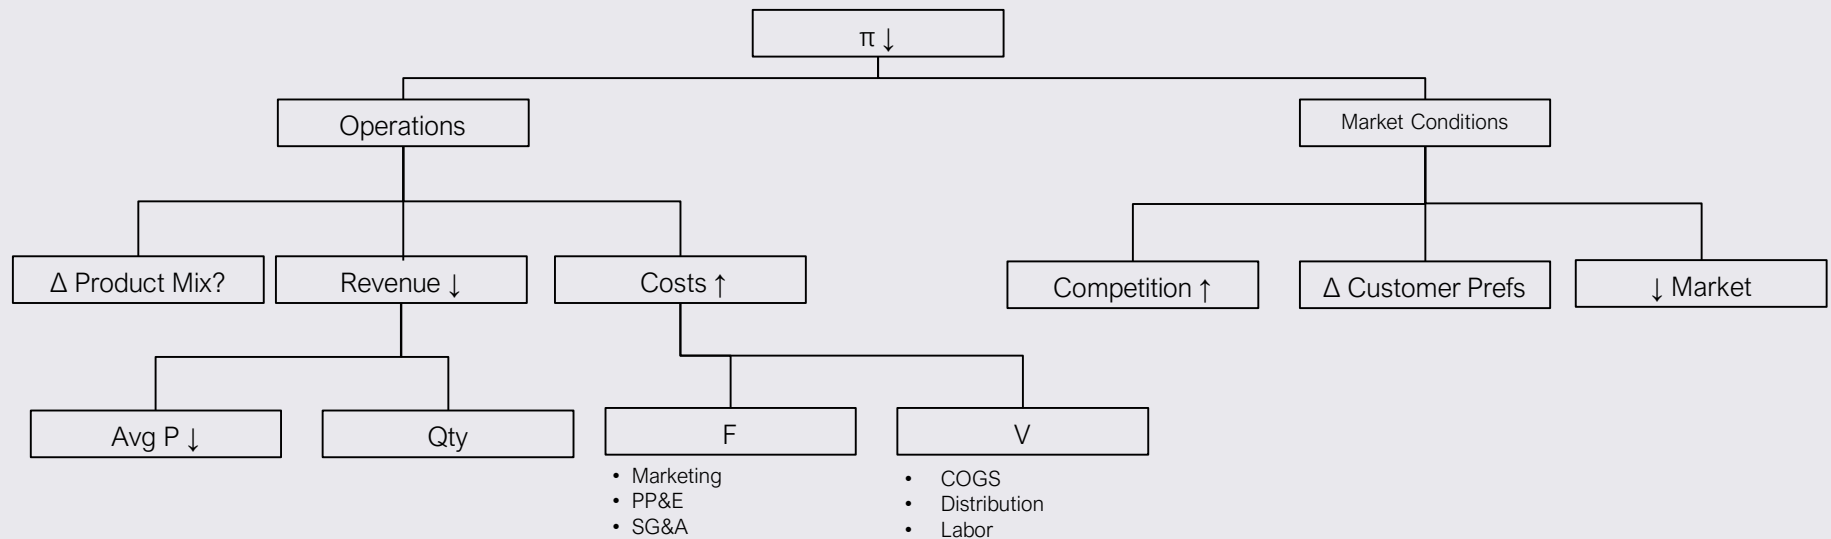 π ↓
Operations
Market Conditions
Δ Product Mix?
Revenue ↓
Costs ↑
Competition ↑
Δ Customer Prefs
↓ Market
Avg P ↓
Qty
F
V
• Marketing
• PP&E
• SG&A
• COGS
• Distribution
• Labor